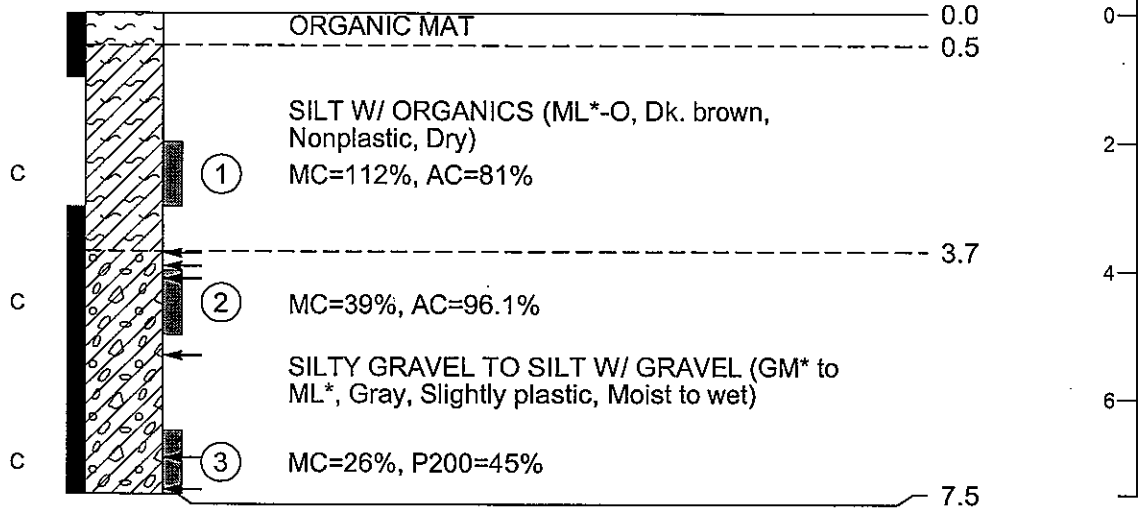 ORGANIC MAT
0.0
0
0.5
SILT W/ ORGANICS (ML*-O, Dk. brown,
Nonplastic, Dry)
2
C
1
MC=112%, AC=81%
3.7
4
C
2
MC=39%, AC=96.1%
SILTY GRAVEL TO SILT W/ GRAVEL (GM* to
ML*, Gray, Slightly plastic, Moist to wet)
6
C
3
MC=26%, P200=45%
7.5